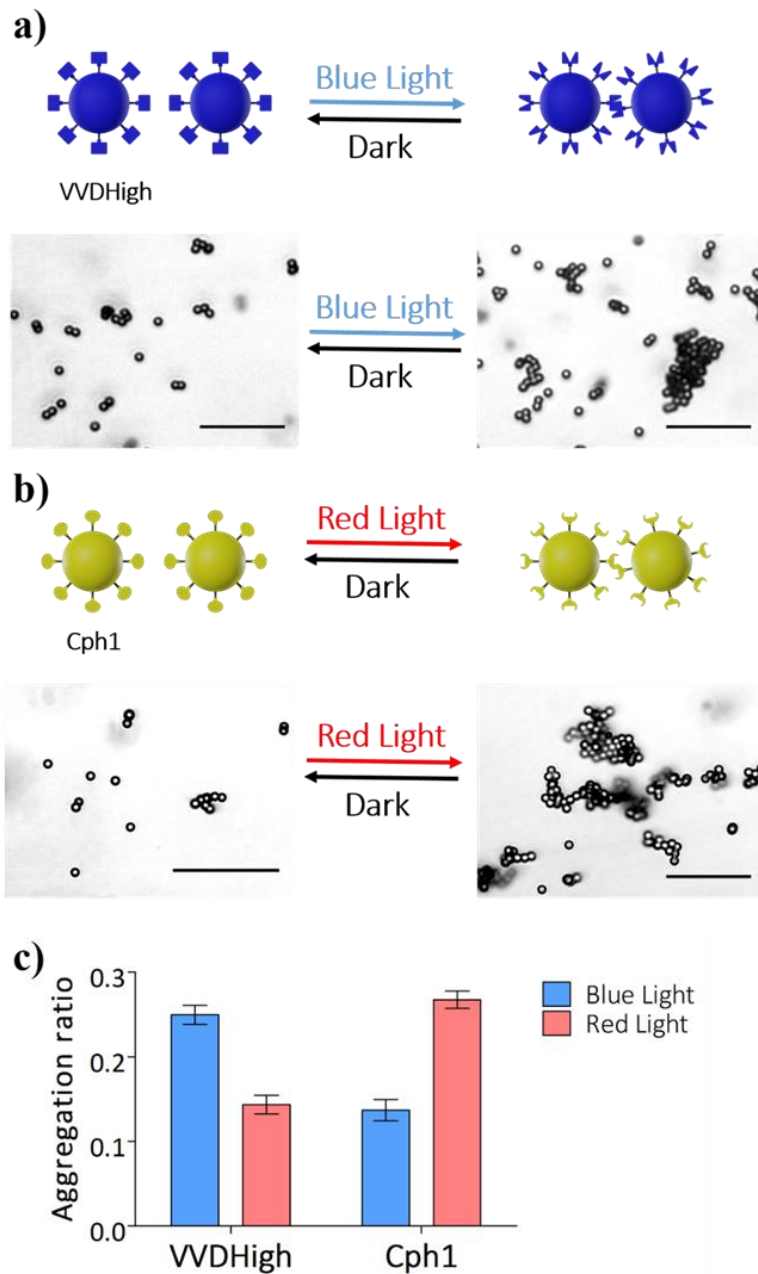 a)
Blue Light
Dark
VVDHigh
Blue Light
Dark
b)
Red Light
Dark
Cph1
Red Light
Dark
c)
Aggregation ratio
0.3
0.2
0.1
0.0
VVDHigh
Cph1
Blue Light
Red Light